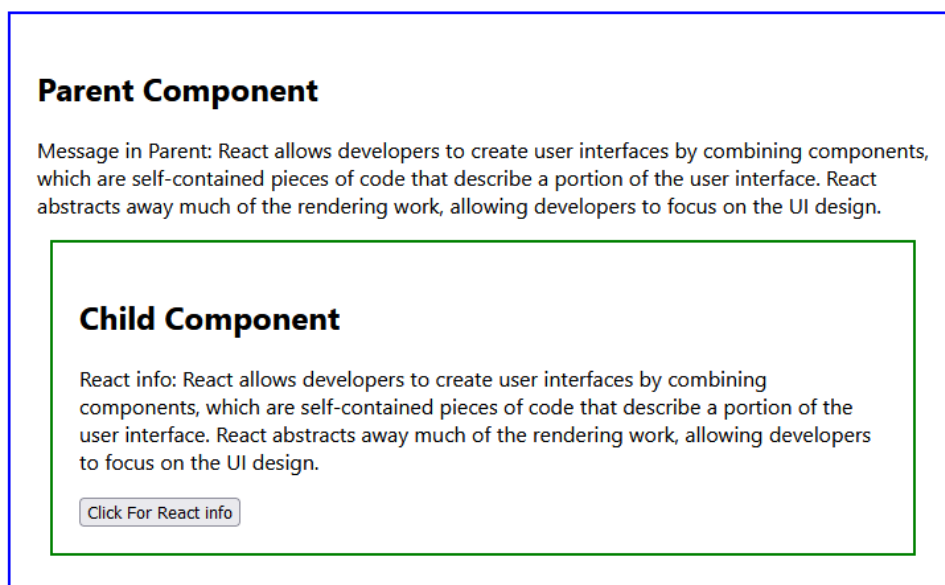 Parent Component
Message in Parent: React allows developers to create user interfaces by combining components,
which are self-contained pieces of code that describe a portion of the user interface. React
abstracts away much of the rendering work, allowing developers to focus on the UI design.
Child Component
React info: React allows developers to create user interfaces by combining
components, which are self-contained pieces of code that describe a portion of the
user interface. React abstracts away much of the rendering work, allowing developers
to focus on the UI design.
Click For React info